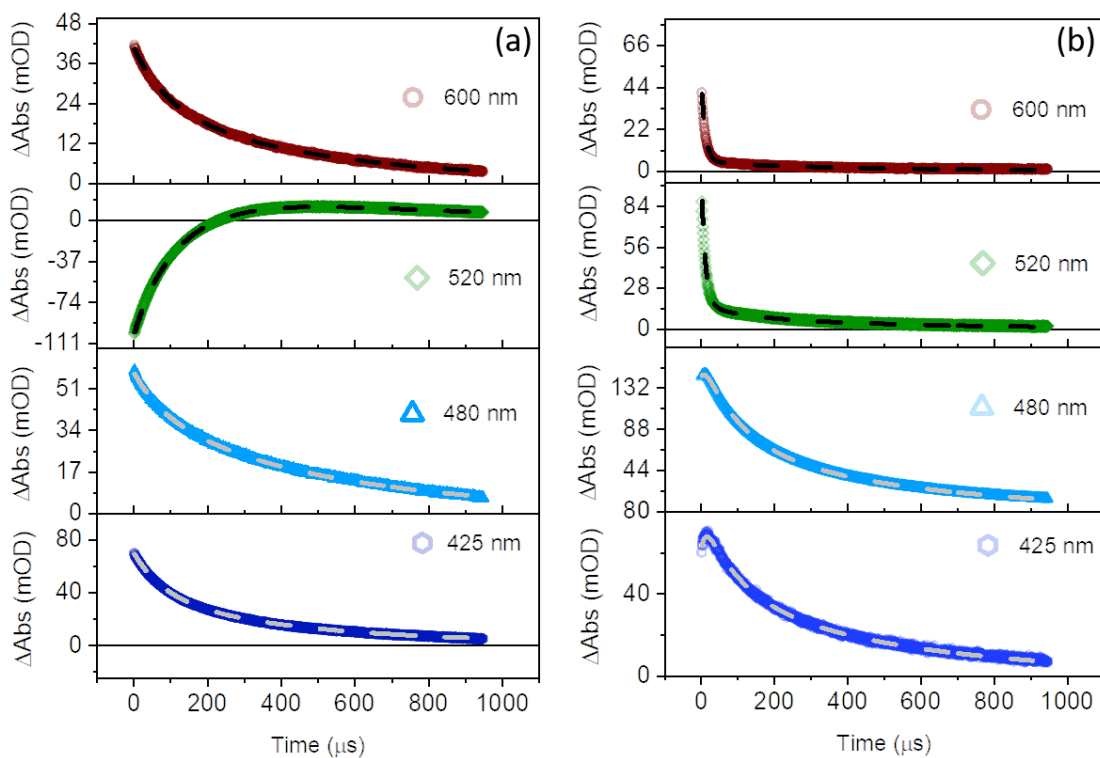 (a)
48
36
24
12
0
ΔAbs (mOD)
600 nm
0
-37
-74
-111
ΔAbs (mOD)
520 nm
51
34
17
0
ΔAbs (mOD)
480 nm
80
40
0
ΔAbs (mOD)
425 nm
0 200 400 600 800 1000
Time (μs)
(b)
66
44
22
0
ΔAbs (mOD)
600 nm
84
56
28
0
ΔAbs (mOD)
520 nm
132
88
44
ΔAbs (mOD)
480 nm
80
40
0
ΔAbs (mOD)
425 nm
0 200 400 600 800 1000
Time (μs)